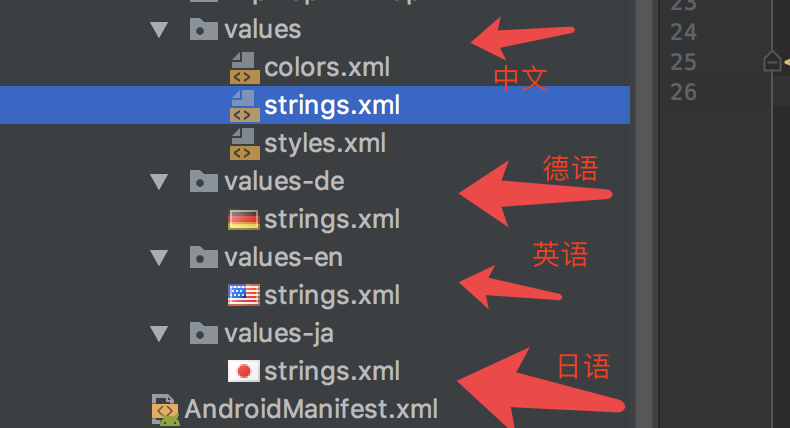 23
values
24
colors.xml
25
中文
strings.xml
26
styles.xml
values-de
德语
strings.xml
values-en
英语
strings.xml
values-ja
strings.xml
日语
AndroidManifest.xml